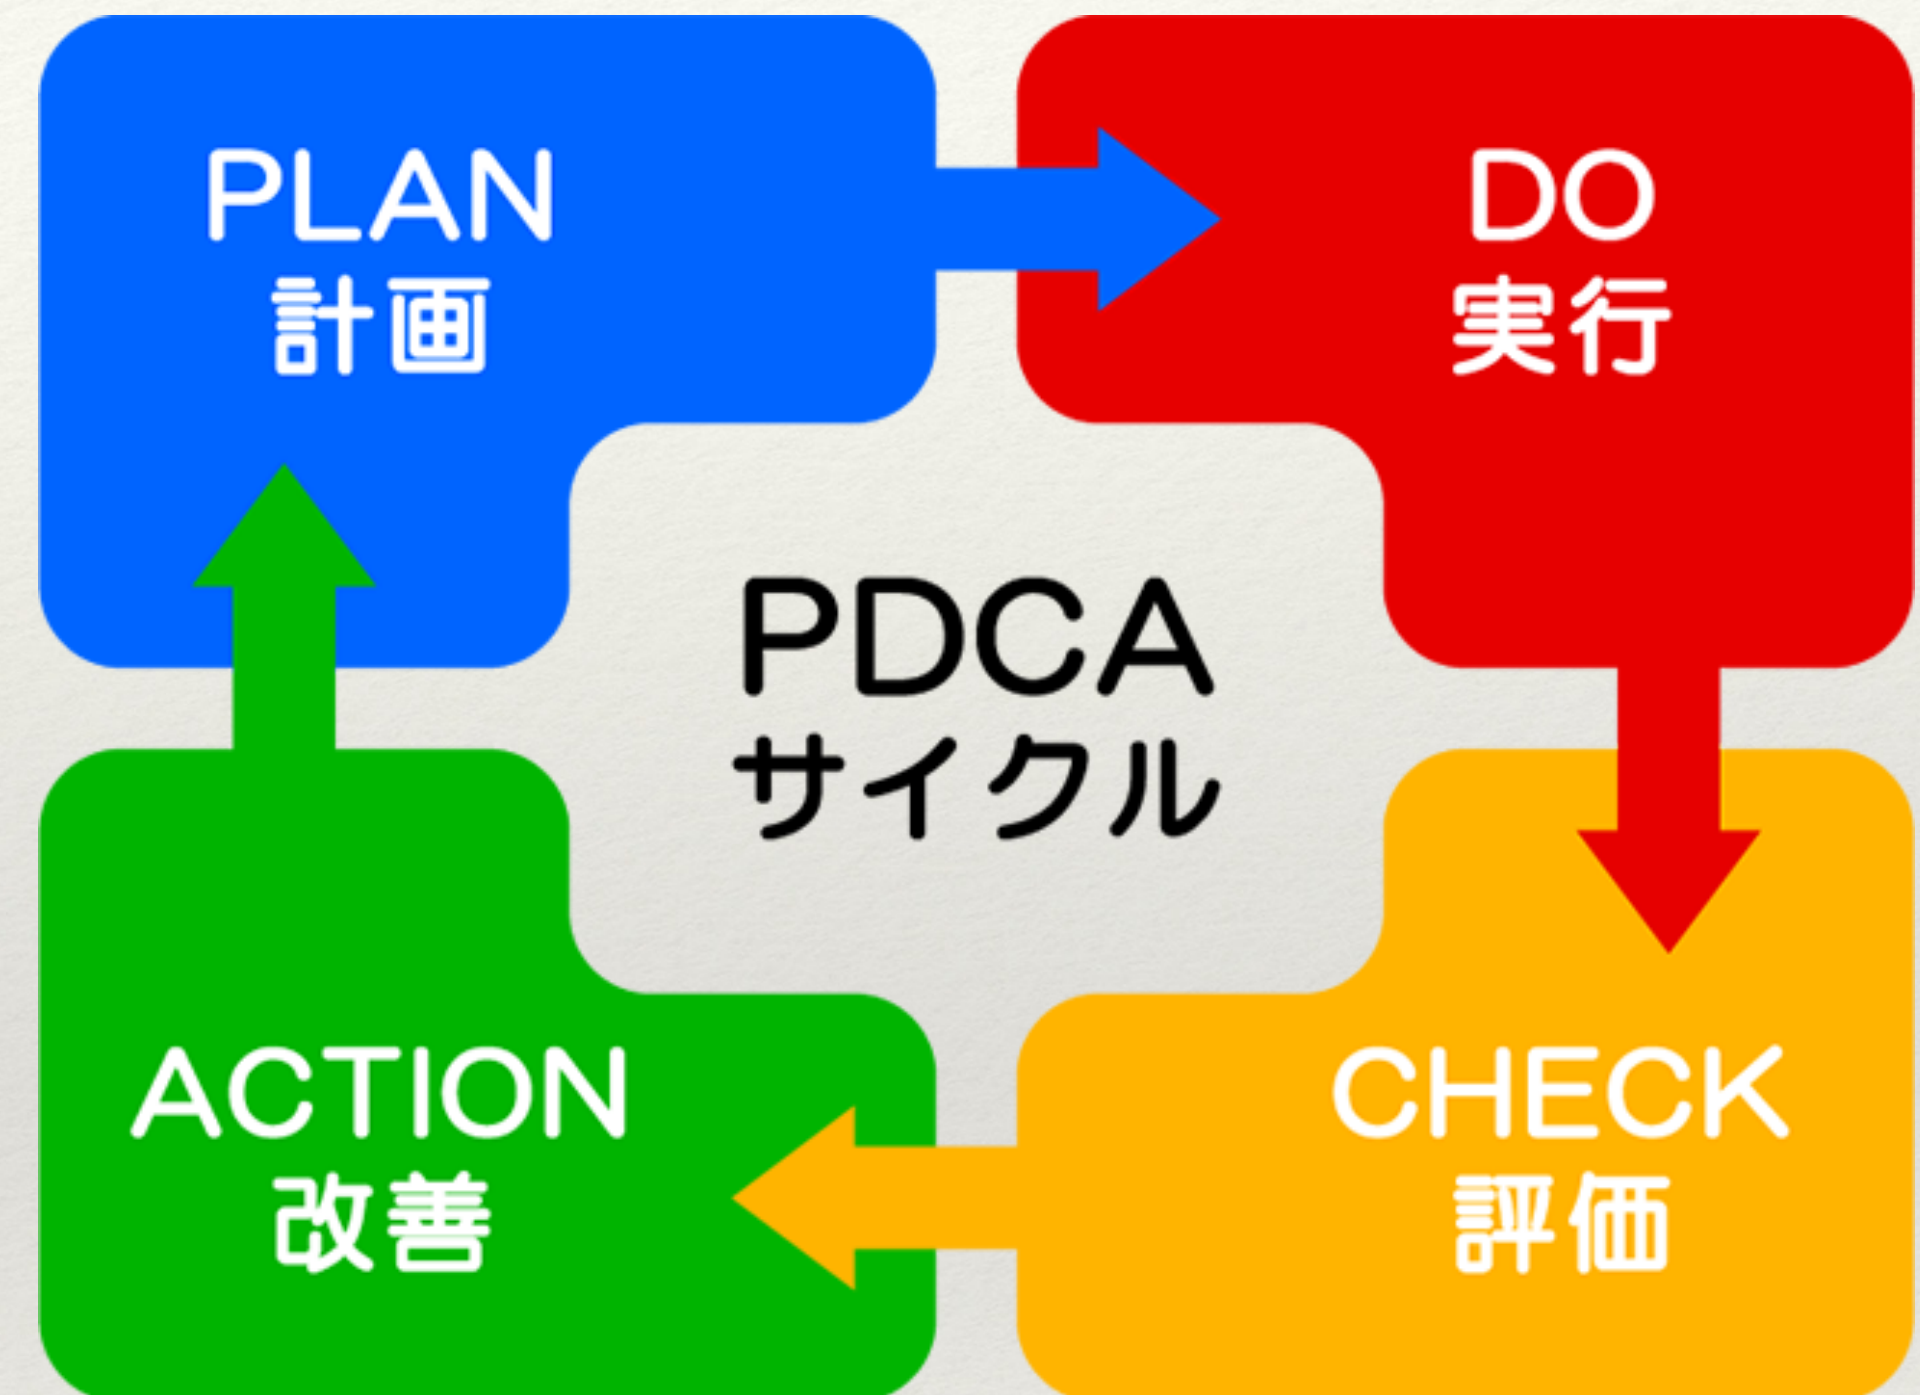 PLAN
計画
DO
実行
PDCA
サイクル
ACTION
改善
CHECK
評価